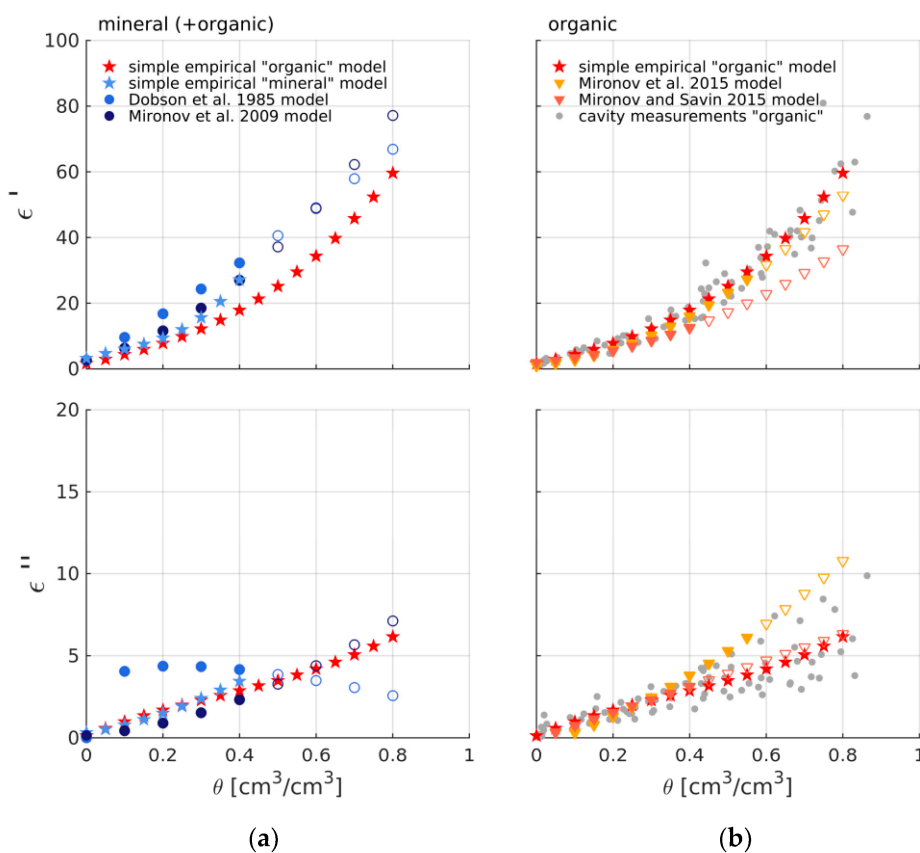 mineral (+organic)
100
80
60
40
20
0
ϵ '
simple empirical "organic" model
simple empirical "mineral" model
Dobson et al. 1985 model
Mironov et al. 2009 model
organic
simple empirical "organic" model
Mironov et al. 2015 model
Mironov and Savin 2015 model
cavity measurements "organic"
20
15
10
5
0
ϵ ''
0
0.2
0.4
0.6
0.8
1
θ [cm³/cm³]
0
0.2
0.4
0.6
0.8
1
θ [cm³/cm³]
(a)
(b)